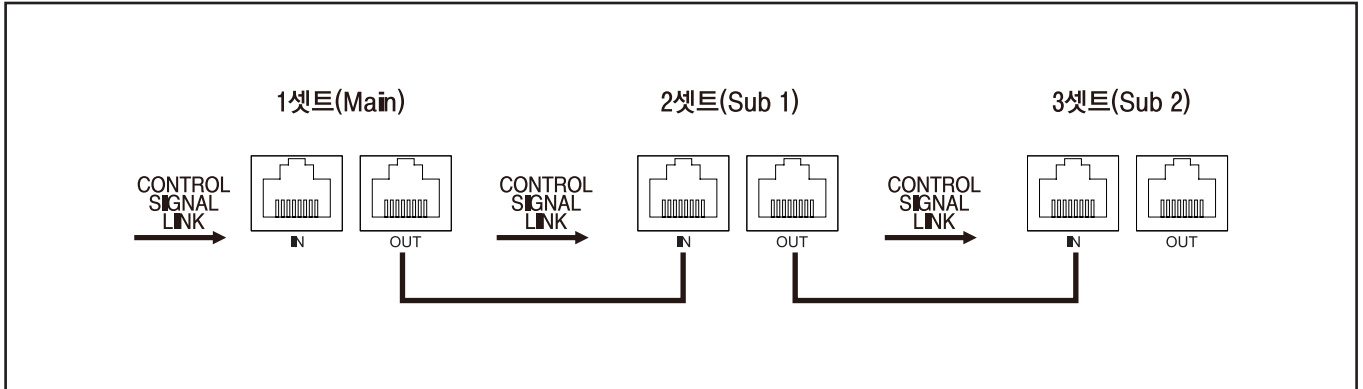 1셋트(Main)
2셋트(Sub 1)
3셋트(Sub 2)
CONTROL
SIGNAL
LINK
IN
OUT
CONTROL
SIGNAL
LINK
IN
OUT
CONTROL
SIGNAL
LINK
IN
OUT